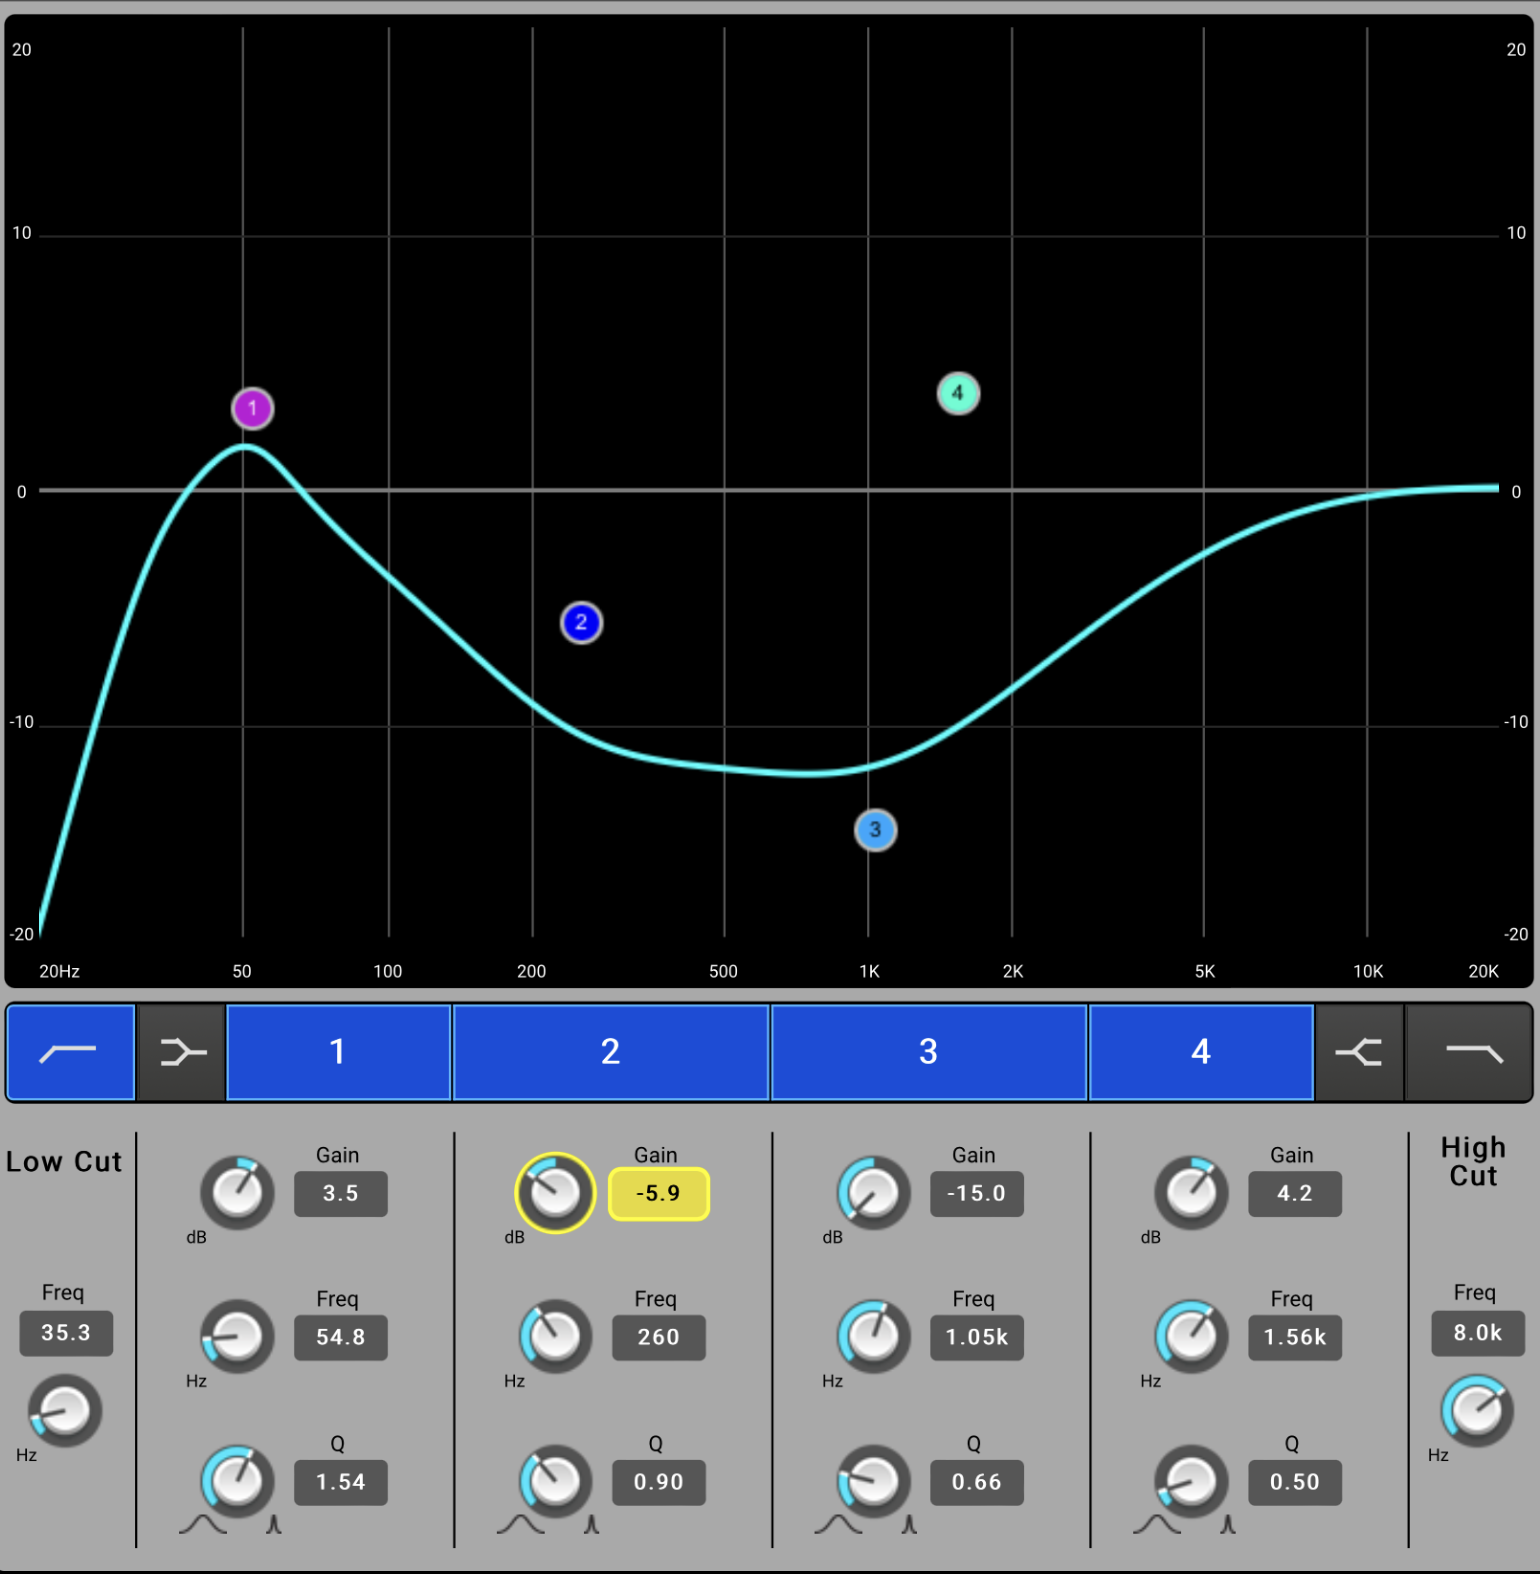 20 20
10 10
1
4
0 0
2
-10 -10
3
-20 -20
20Hz 50 100 200 500 1K 2K 5K 10K 20K
1 2 3 4
Low Cut
Freq
35.3
Hz
Gain
3.5
dB
Freq
54.8
Hz
Q
1.54
Gain
-5.9
dB
Freq
260
Hz
Q
0.90
Gain
-15.0
dB
Freq
1.05k
Hz
Q
0.66
Gain
4.2
dB
Freq
1.56k
Hz
Q
0.50
High
Cut
Freq
8.0k
Hz